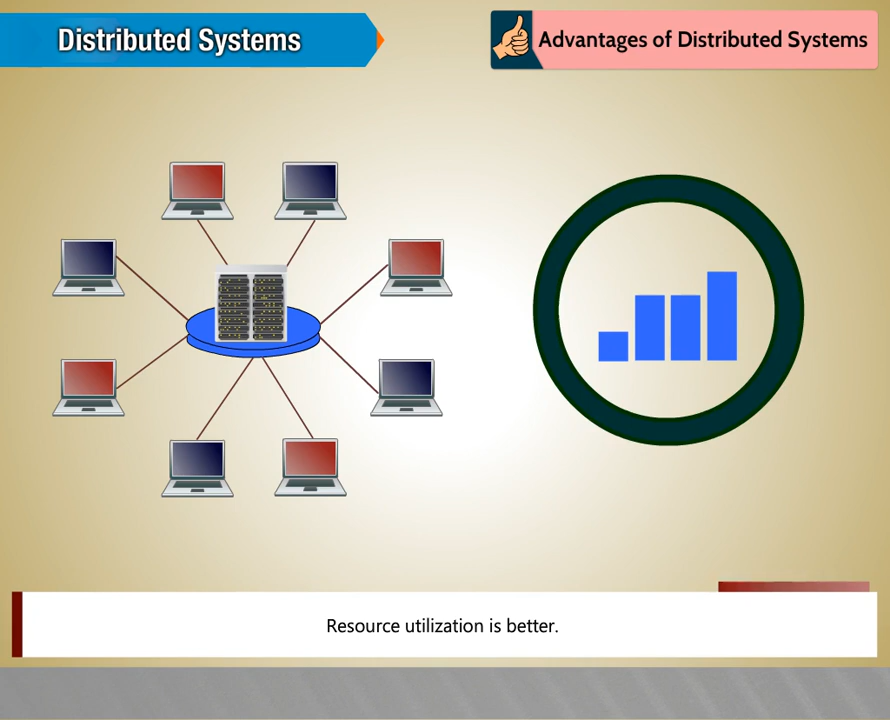 Distributed Systems
Advantages of Distributed Systems
Resource utilization is better.